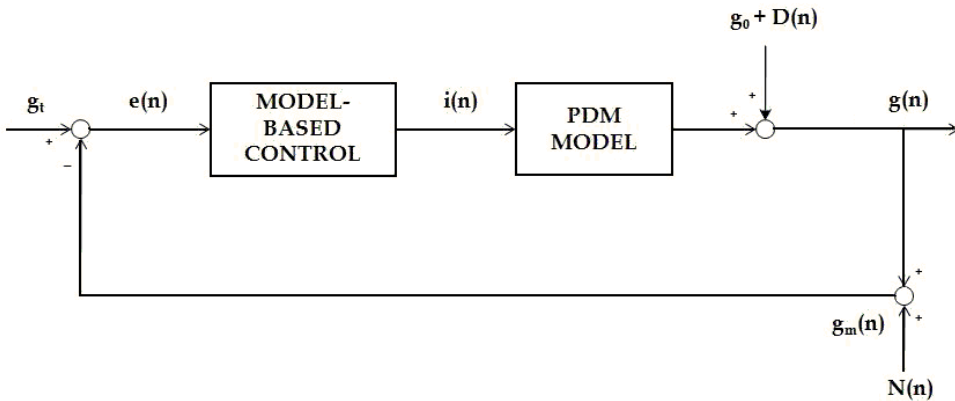 g₀ + D(n)
gₜ
e(n)
MODEL-
BASED
CONTROL
i(n)
PDM
MODEL
g(n)
+
−
+
+
+
+
gₘ(n)
N(n)